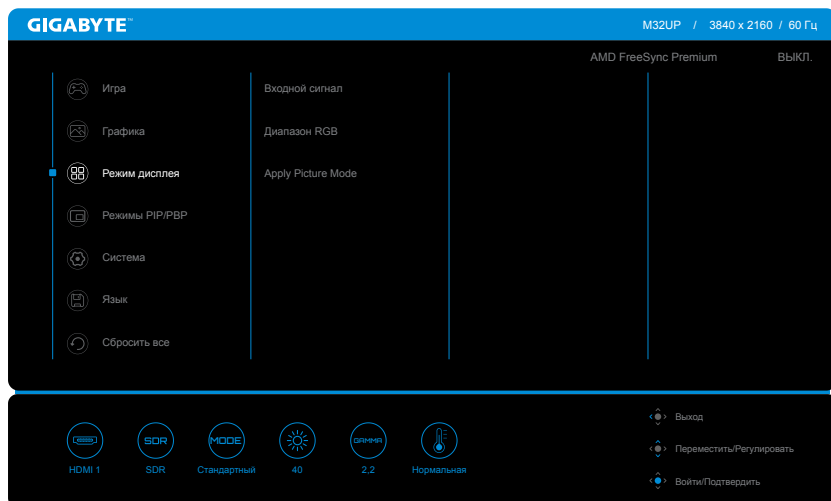 GIGABYTE™
M32UP / 3840 x 2160 / 60 Гц
AMD FreeSync Premium ВЫКЛ.
Игра
Графика
Режим дисплея
Режимы PIP/PBP
Система
Язык
Сбросить все
Входной сигнал
Диапазон RGB
Apply Picture Mode
HDMI 1
SDR
SDR
MODE
Стандартный
40
GAMMA
2,2
Нормальная
Выход
Переместить/Регулировать
Войти/Подтвердить